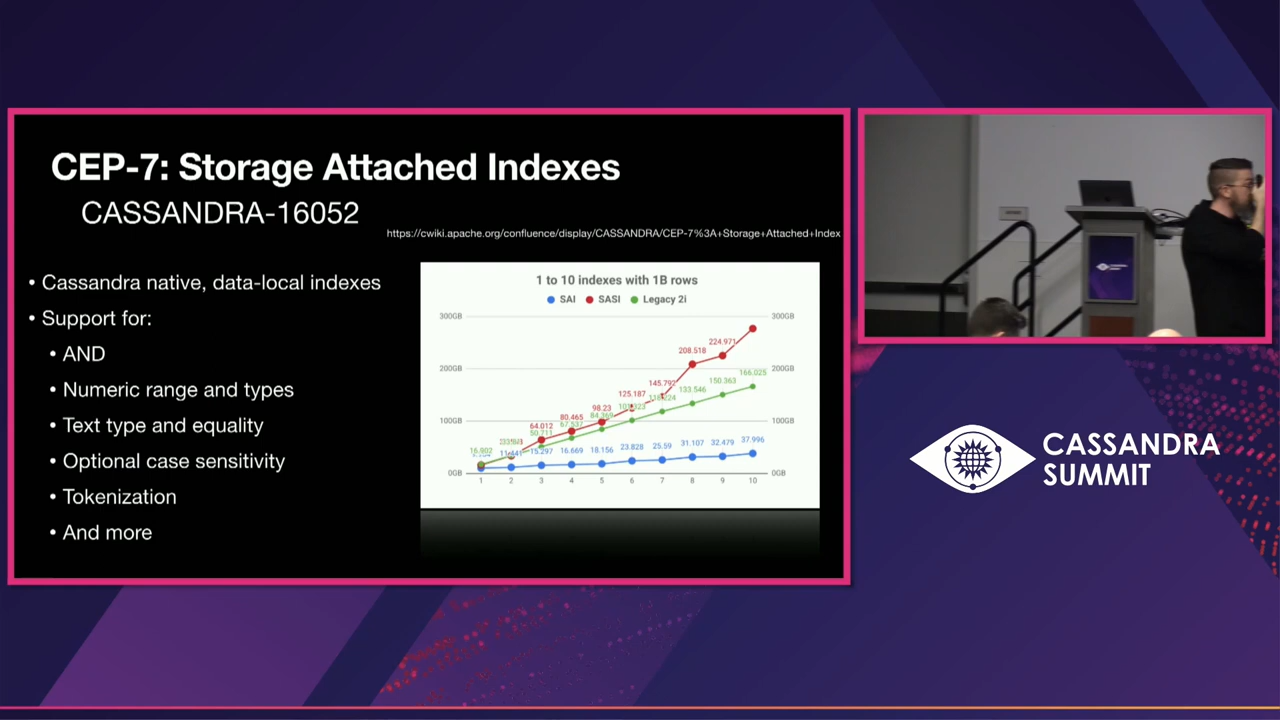 CEP-7: Storage Attached Indexes
CASSANDRA-16052
https://cwiki.apache.org/confluence/display/CASSANDRA/CEP-7%3A+Storage+Attached+Index
• Cassandra native, data-local indexes
• Support for:
• AND
• Numeric range and types
• Text type and equality
• Optional case sensitivity
• Tokenization
• And more
1 to 10 indexes with 1B rows
SAI SASI Legacy 2i
300GB 300GB
200GB 200GB
100GB 100GB
0GB 0GB
224.971
208.518
166.025
145.792
150.363
125.187
133.546
98.23
80.465
84.369
64.012
67.537
50.711
16.902
15.297 16.669 18.156 23.828 25.59 31.107 32.479 37.996
1 2 3 4 5 6 7 8 9 10
CASSANDRA
SUMMIT